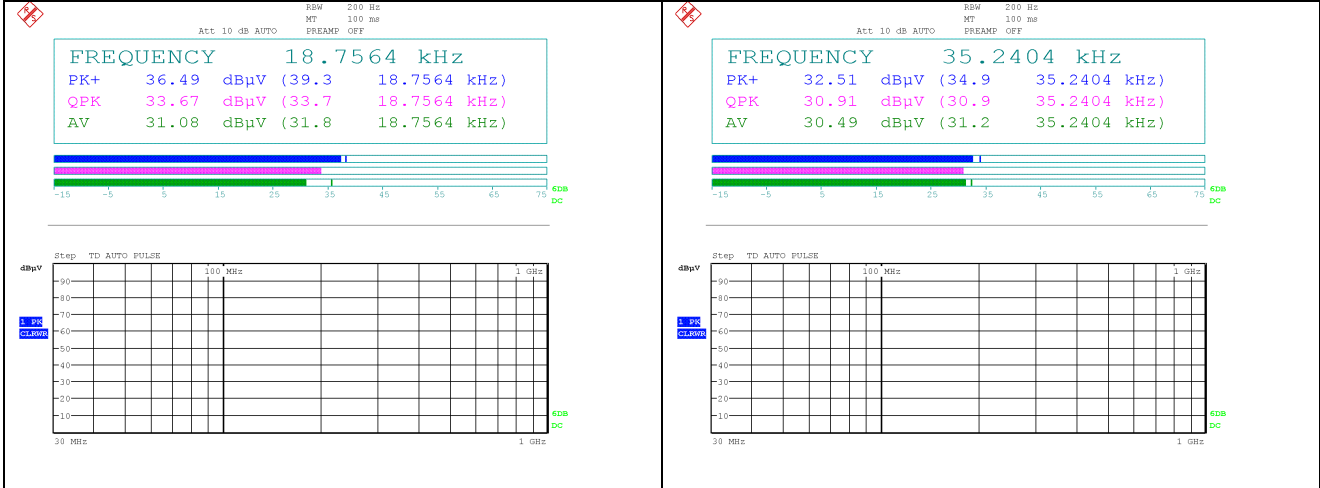 RBW 200 Hz
MT 100 ms
Att 10 dB AUTO PREAMP OFF
FREQUENCY 18.7564 kHz
PK+ 36.49 dBµV (39.3 18.7564 kHz)
QPK 33.67 dBµV (33.7 18.7564 kHz)
AV 31.08 dBµV (31.8 18.7564 kHz)
-15 -5 5 15 25 35 45 55 65 75
6DB
DC
Step TD AUTO PULSE
dBµV
100 MHz 1 GHz
90
80
70
1 PK
60
CLRWR
50
40
30
20
10
6DB
DC
30 MHz 1 GHz
RBW 200 Hz
MT 100 ms
Att 10 dB AUTO PREAMP OFF
FREQUENCY 35.2404 kHz
PK+ 32.51 dBµV (34.9 35.2404 kHz)
QPK 30.91 dBµV (30.9 35.2404 kHz)
AV 30.49 dBµV (31.2 35.2404 kHz)
-15 -5 5 15 25 35 45 55 65 75
6DB
DC
Step TD AUTO PULSE
dBµV
100 MHz 1 GHz
90
80
70
1 PK
60
CLRWR
50
40
30
20
10
6DB
DC
30 MHz 1 GHz